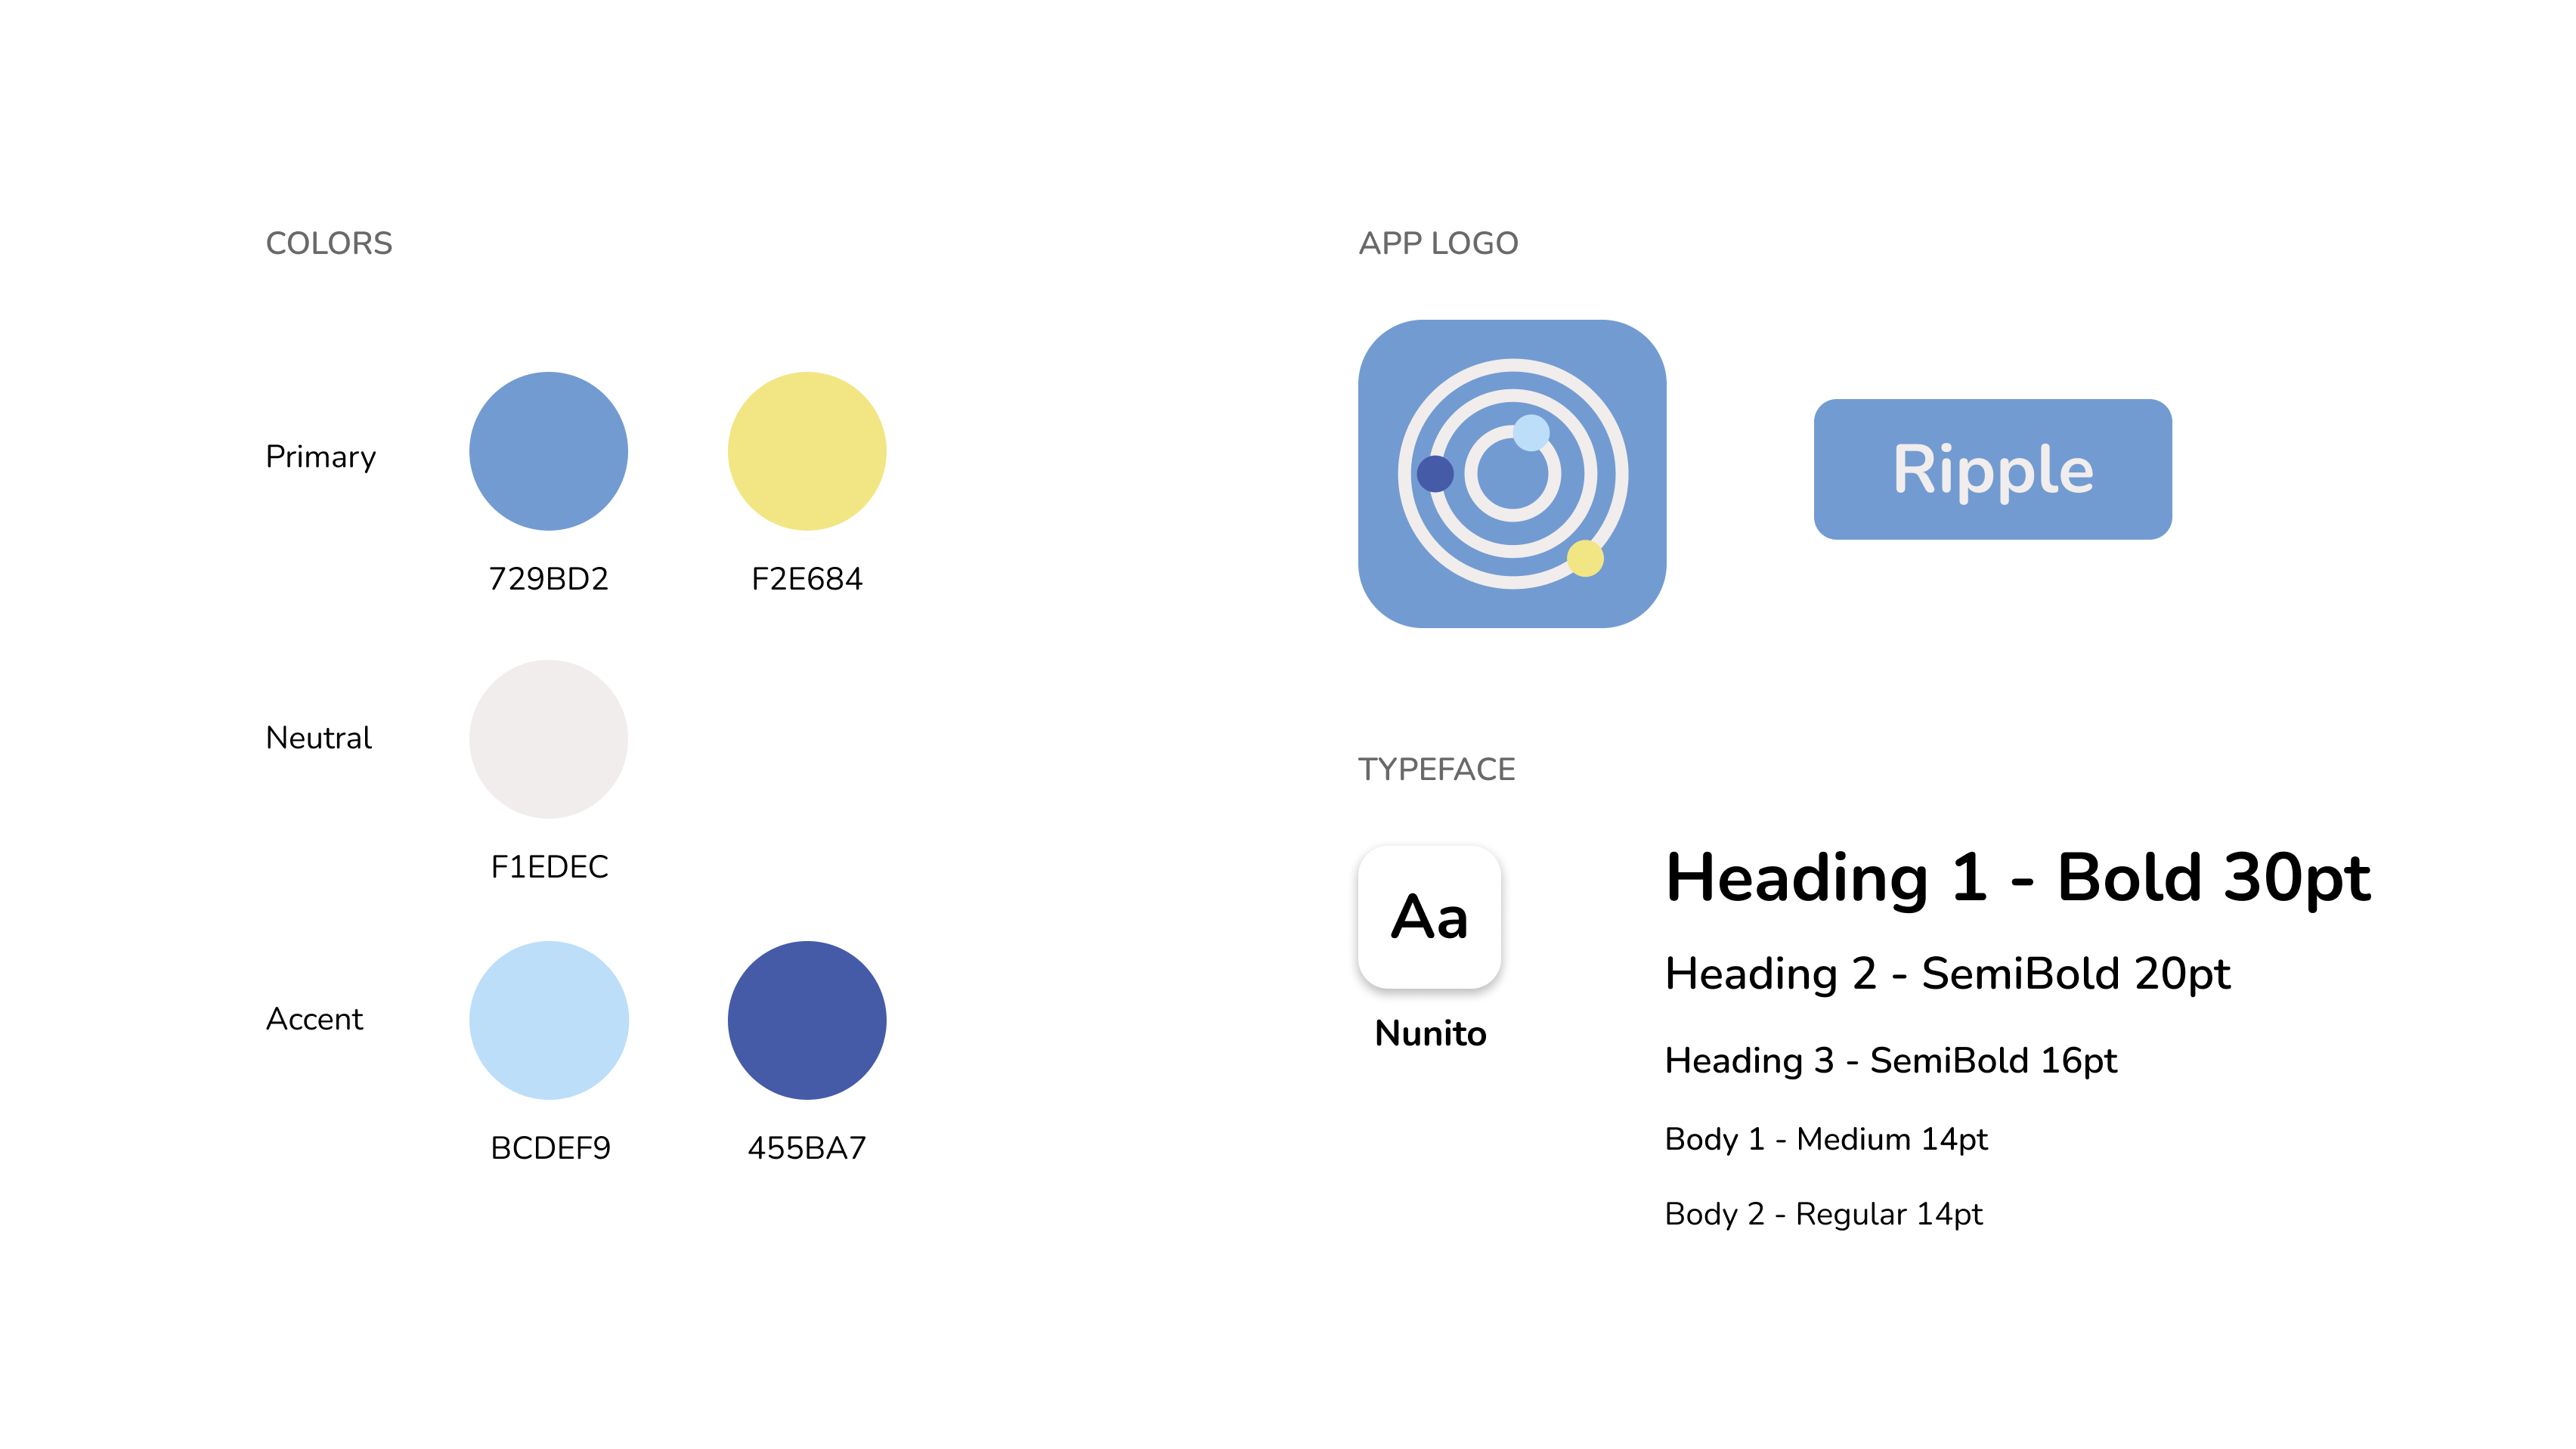 COLORS
Primary
729BD2
F2E684
Neutral
F1EDEC
Accent
BCDEF9
455BA7
APP LOGO
Ripple
TYPEFACE
Aa
Nunito
Heading 1 - Bold 30pt
Heading 2 - SemiBold 20pt
Heading 3 - SemiBold 16pt
Body 1 - Medium 14pt
Body 2 - Regular 14pt